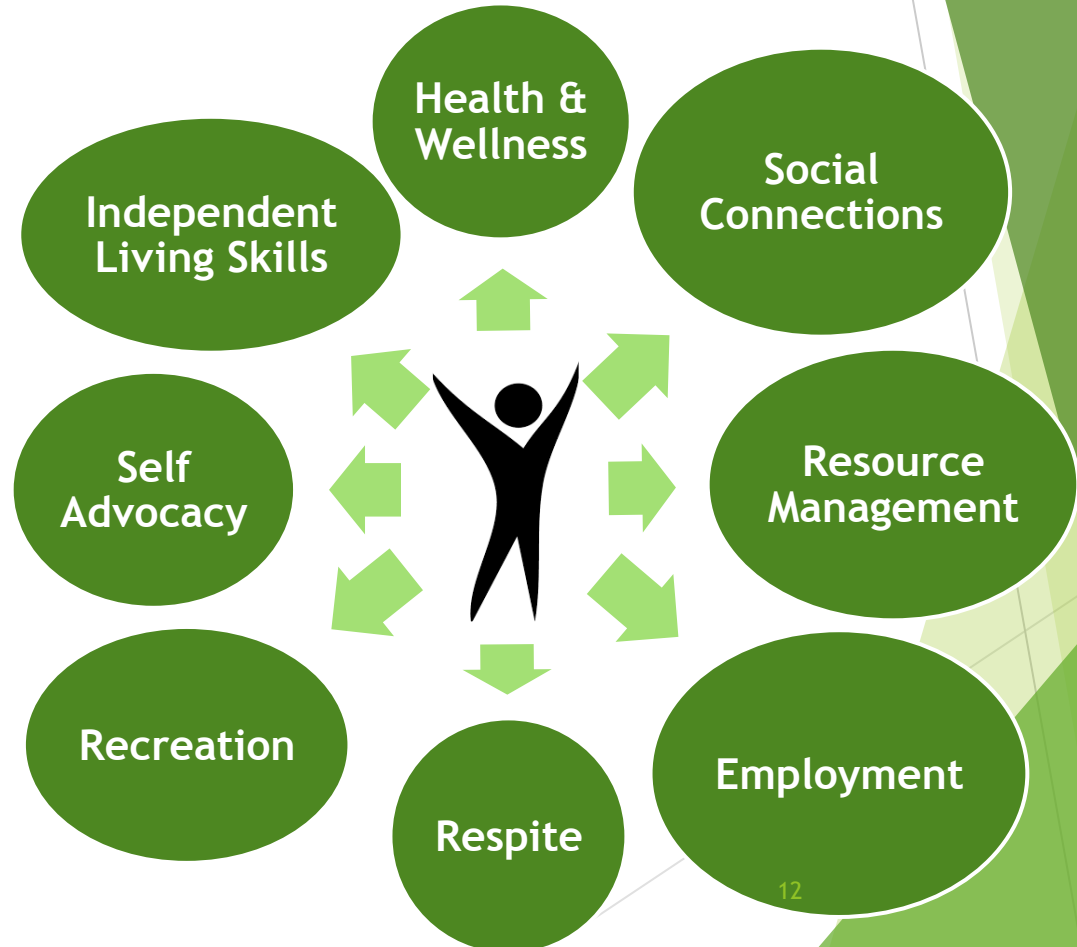 Health &
Wellness
Social
Connections
Independent
Living Skills
Resource
Management
Self
Advocacy
Recreation
Employment
Respite
12